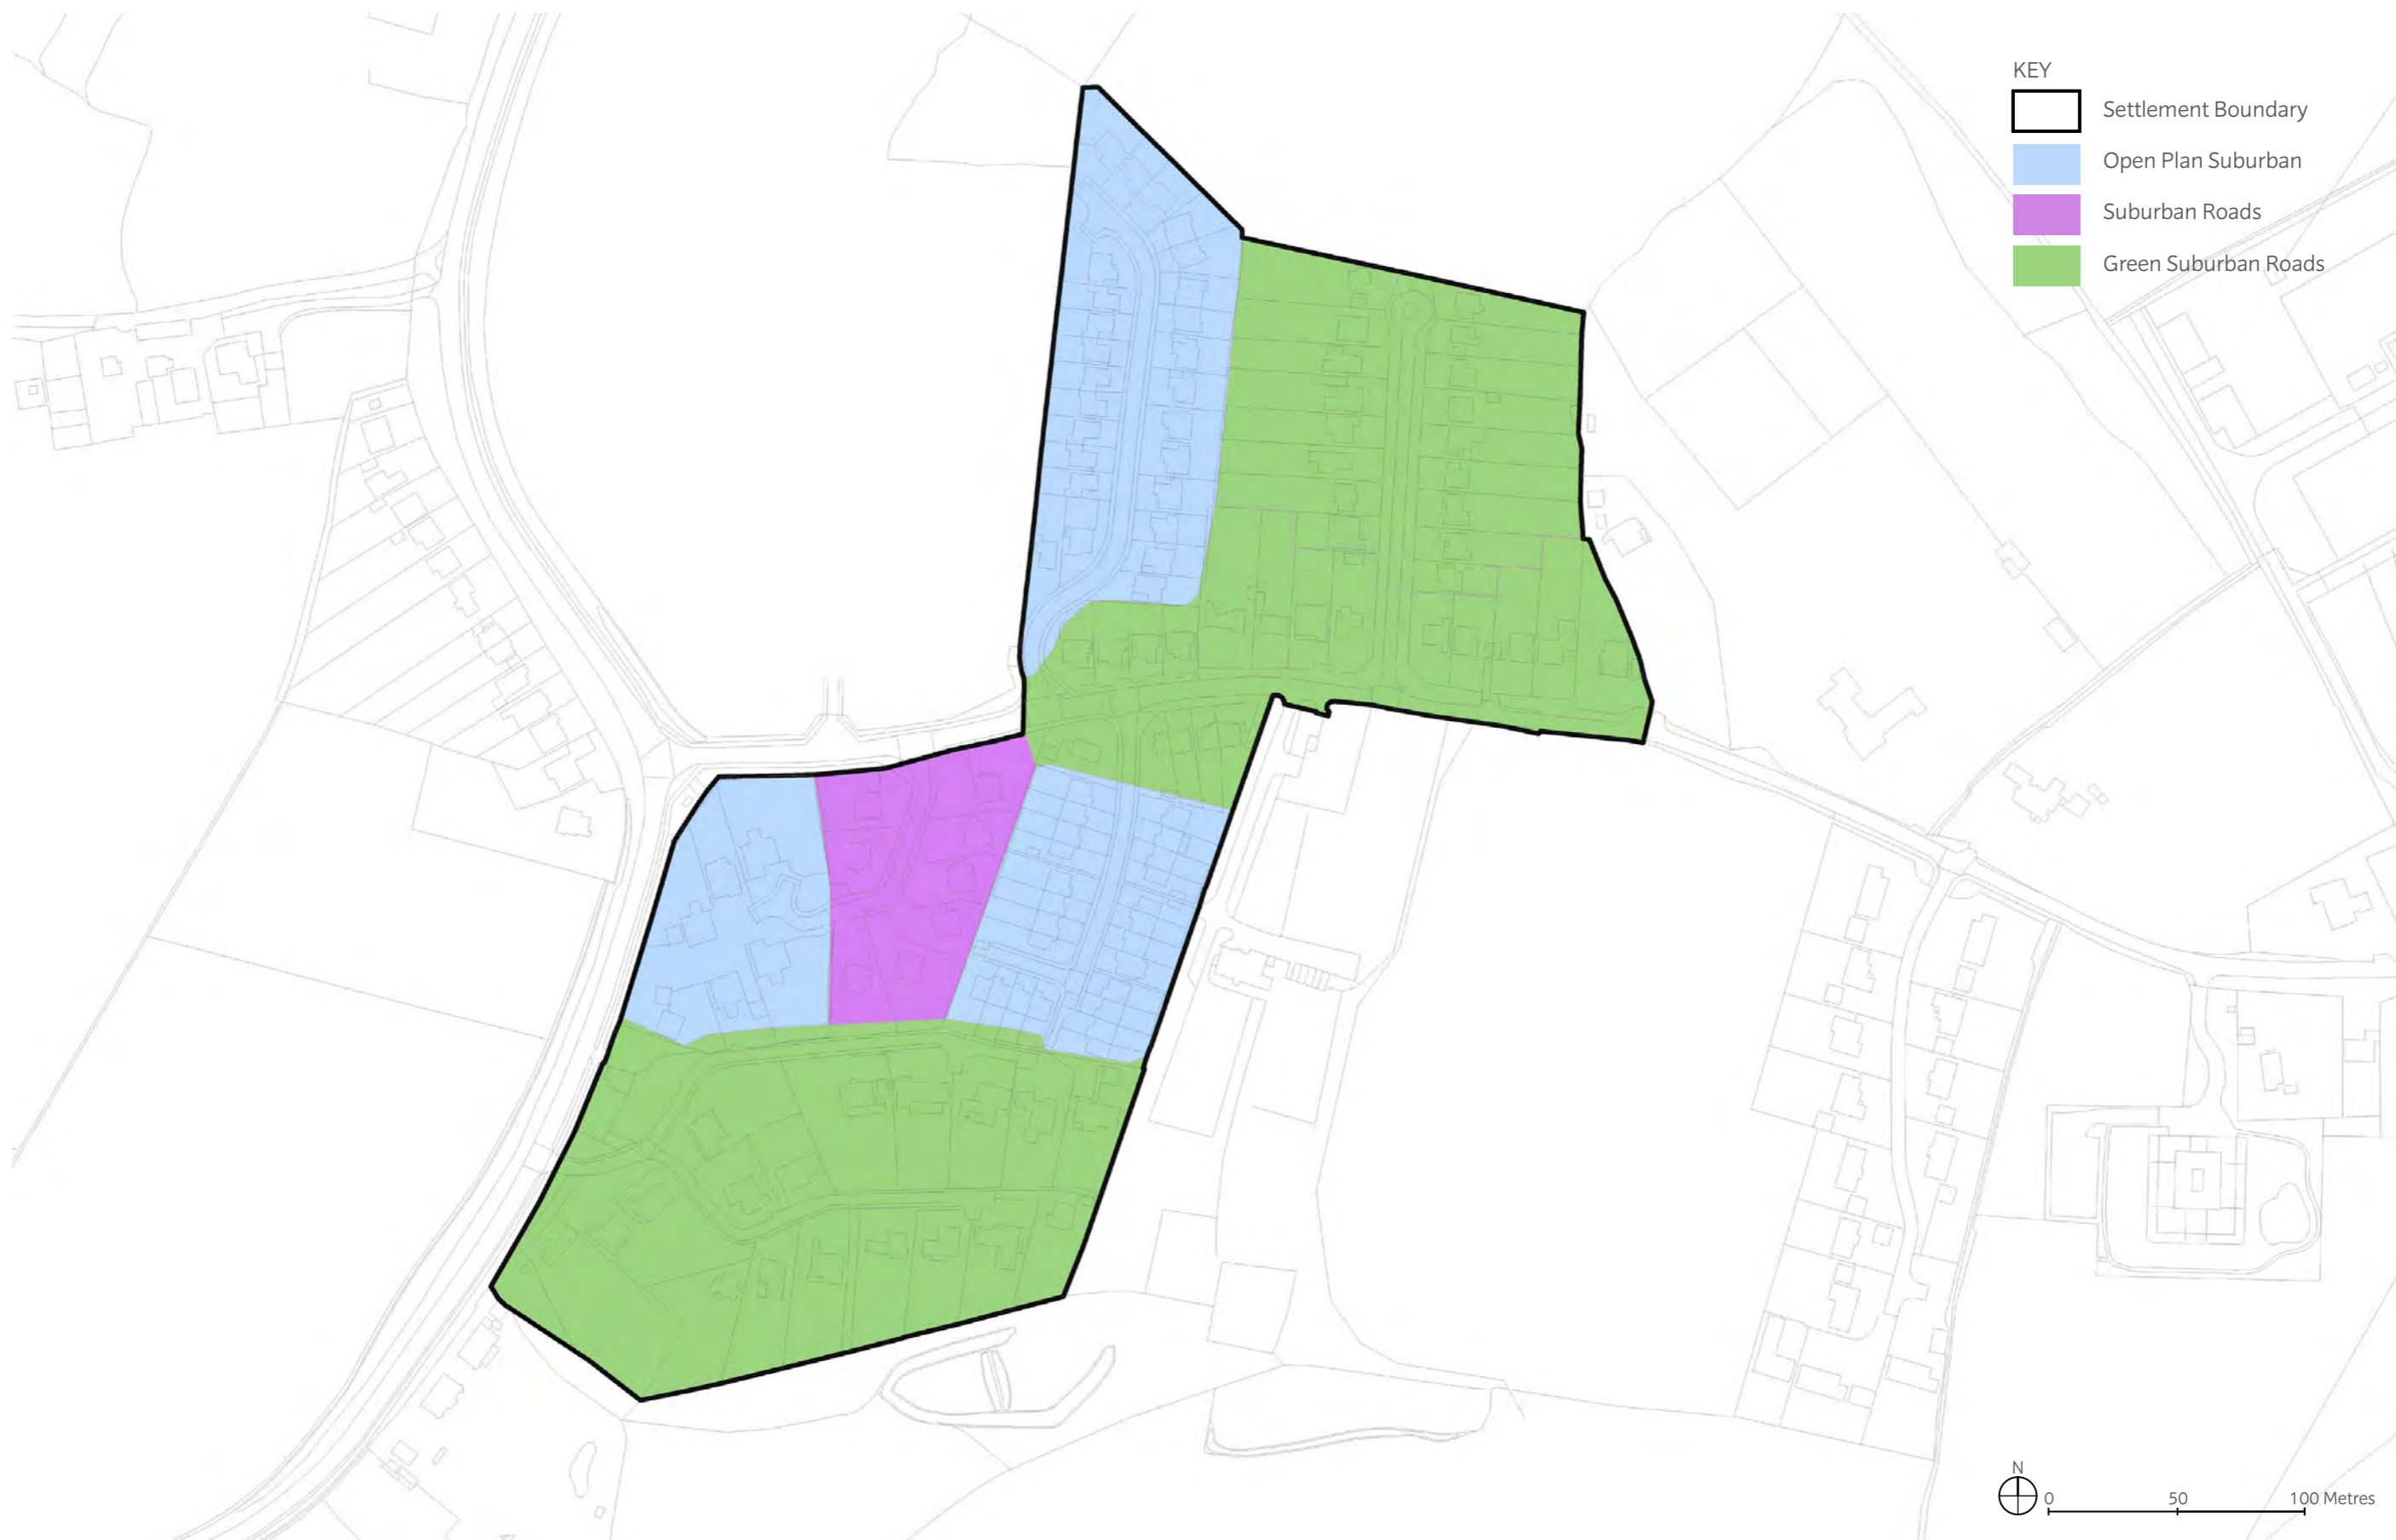 KEY
Settlement Boundary
Open Plan Suburban
Suburban Roads
Green Suburban Roads
N
0 50 100 Metres